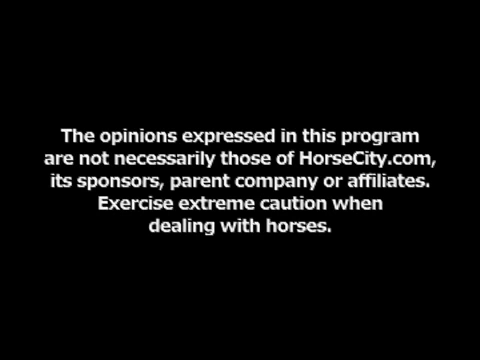 The opinions expressed in this program
are not necessarily those of HorseCity.com,
its sponsors, parent company or affiliates.
Exercise extreme caution when
dealing with horses.